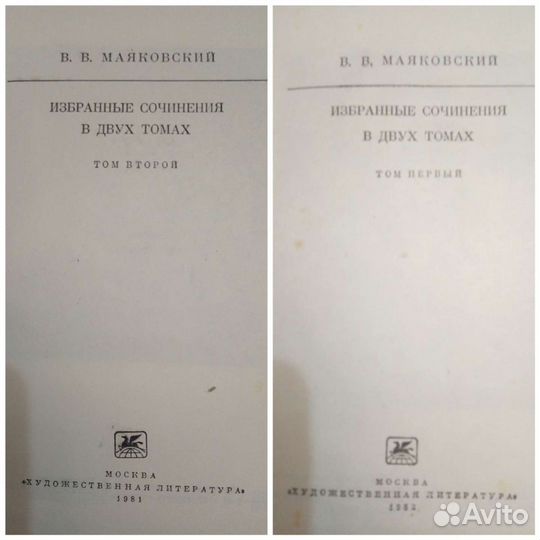 В. В. МАЯКОВСКИЙ
ИЗБРАННЫЕ СОЧИНЕНИЯ
В ДВУХ ТОМАХ
ТОМ ВТОРОЙ
МОСКВА
«ХУДОЖЕСТВЕННАЯ ЛИТЕРАТУРА»
1981
В. В. МАЯКОВСКИЙ
ИЗБРАННЫЕ СОЧИНЕНИЯ
В ДВУХ ТОМАХ
ТОМ ПЕРВЫЙ
МОСКВА
«ХУДОЖЕСТВЕННАЯ ЛИТЕРАТУРА»
1982
Avito